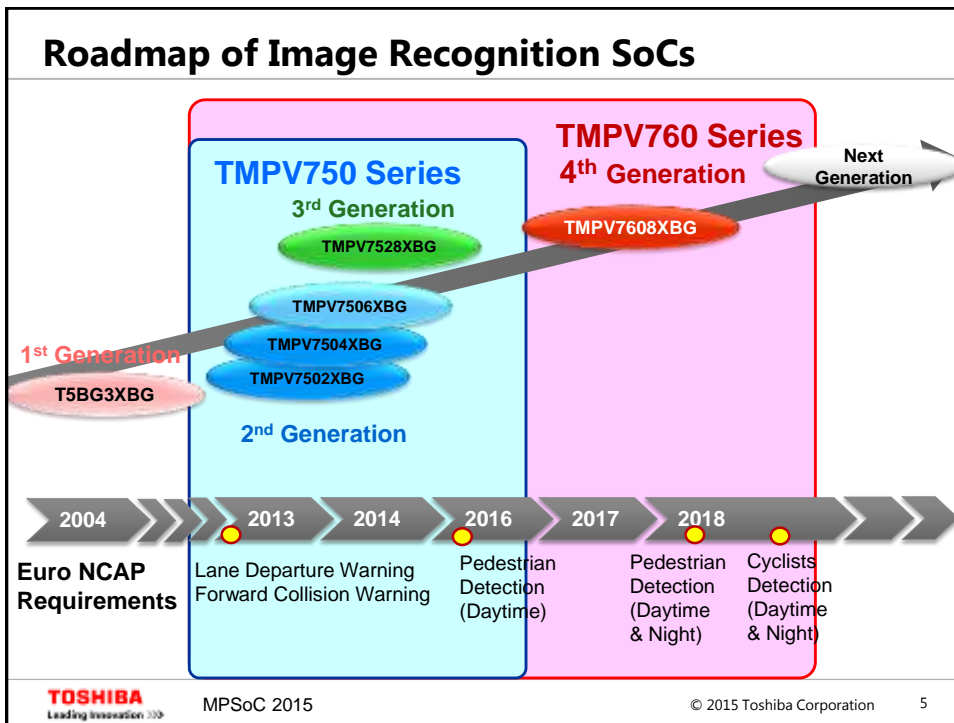 Roadmap of Image Recognition SoCs
TMPV760 Series
4th Generation
Next
Generation
TMPV750 Series
3rd Generation
TMPV7608XBG
TMPV7528XBG
TMPV7506XBG
1st Generation
TMPV7504XBG
T5BG3XBG
TMPV7502XBG
2nd Generation
2004
2013
2014
2016
2017
2018
Euro NCAP
Requirements
Lane Departure Warning
Forward Collision Warning
Pedestrian
Detection
(Daytime)
Pedestrian
Detection
(Daytime
& Night)
Cyclists
Detection
(Daytime
& Night)
TOSHIBA
Leading Innovation >>>
MPSoC 2015
© 2015 Toshiba Corporation
5